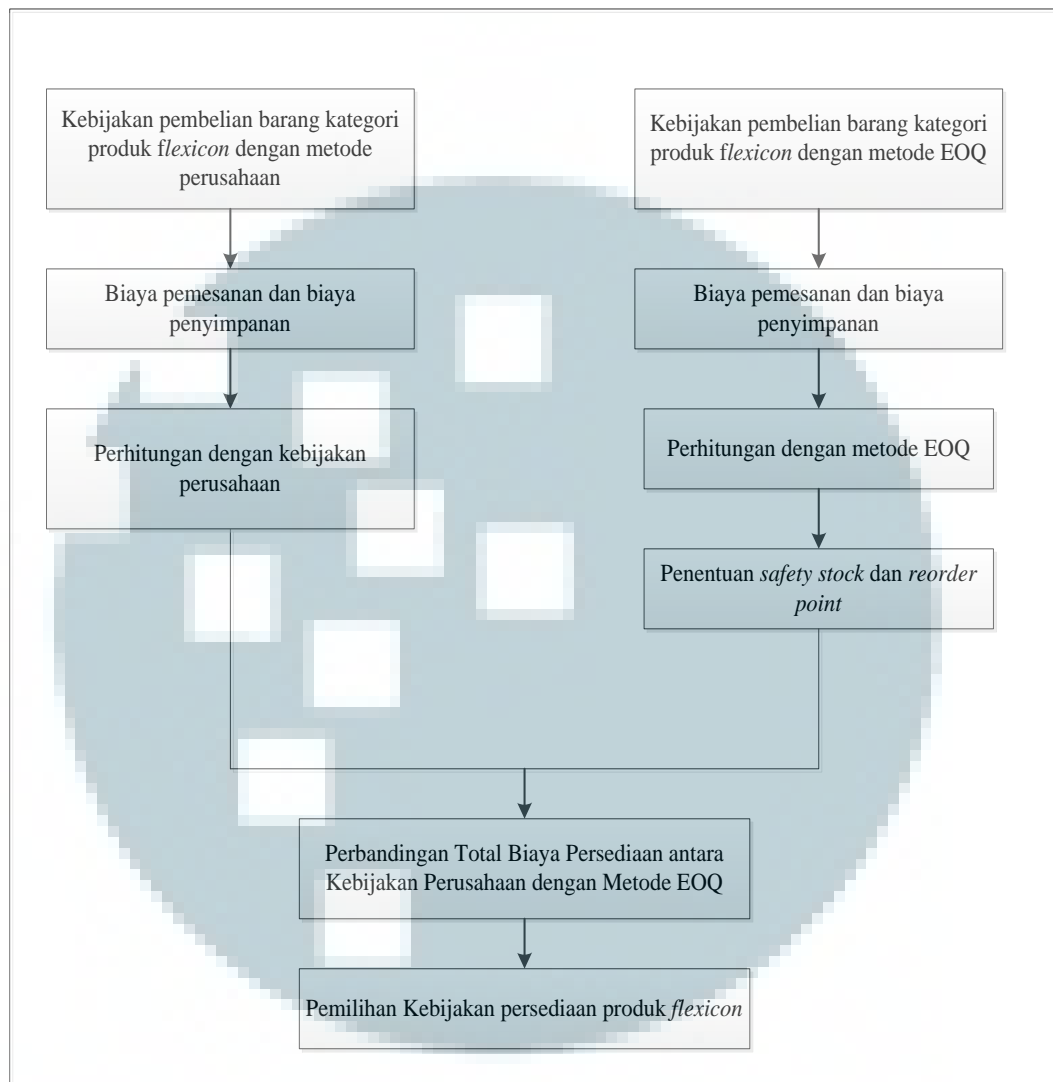 Kebijakan pembelian barang kategori
produk flexicon dengan metode
perusahaan
Kebijakan pembelian barang kategori
produk flexicon dengan metode EOQ
Biaya pemesanan dan biaya
penyimpanan
Biaya pemesanan dan biaya
penyimpanan
Perhitungan dengan kebijakan
perusahaan
Perhitungan dengan metode EOQ
Penentuan safety stock dan reorder
point
Perbandingan Total Biaya Persediaan antara
Kebijakan Perusahaan dengan Metode EOQ
Pemilihan Kebijakan persediaan produk flexicon